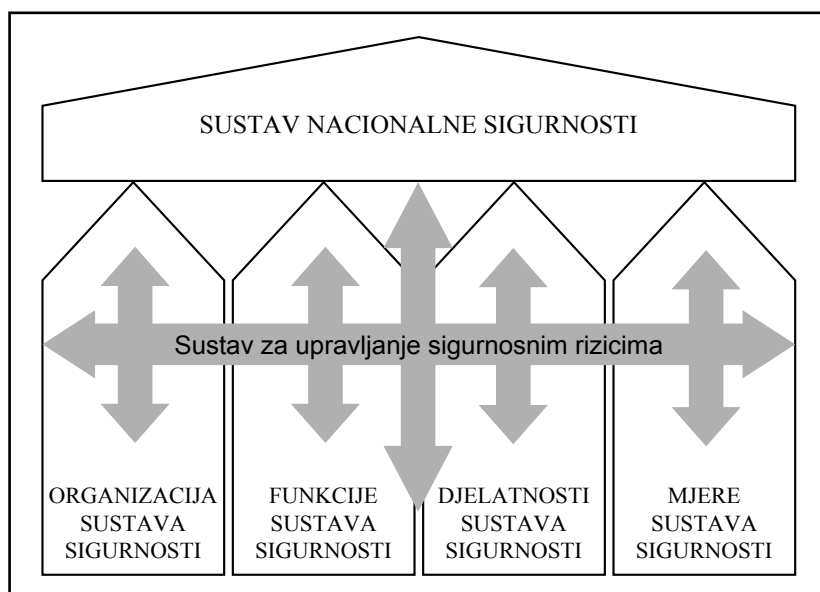 SUSTAV NACIONALNE SIGURNOSTI
Sustav za upravljanje sigurnosnim rizicima
ORGANIZACIJA
SUSTAVA
SIGURNOSTI
FUNKCIJE
SUSTAVA
SIGURNOSTI
DJELATNOSTI
SUSTAVA
SIGURNOSTI
MJERE
SUSTAVA
SIGURNOSTI